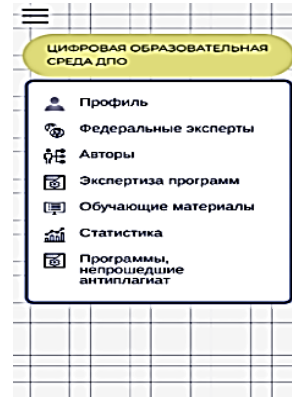 ЦИФРОВАЯ ОБРАЗОВАТЕЛЬНАЯ
СРЕДА ДПО
Профиль
Федеральные эксперты
Авторы
Экспертиза программ
Обучающие материалы
Статистика
Программы,
непрошедшие
антиплагиат